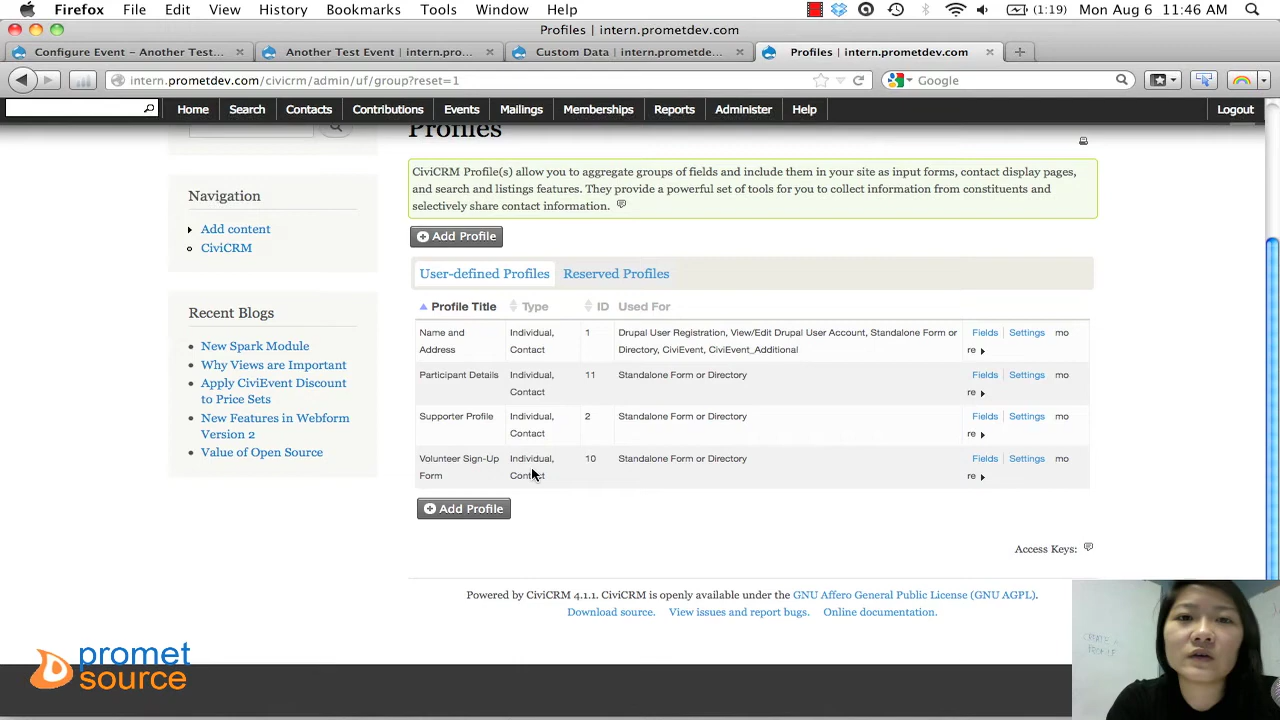 Firefox File Edit View History Bookmarks Tools Window Help (1:19) Mon Aug 6 11:46 AM
Profiles | intern.prometdev.com
Configure Event – Another Test... Another Test Event | intern.pro... Custom Data | intern.prometde... Profiles | intern.prometdev.com
intern.prometdev.com/civicrm/admin/uf/group?reset=1 Google
Home Search Contacts Contributions Events Mailings Memberships Reports Administer Help Logout
Profiles
CiviCRM Profile(s) allow you to aggregate groups of fields and include them in your site as input forms, contact display pages,
and search and listings features. They provide a powerful set of tools for you to collect information from constituents and
selectively share contact information.
Navigation
Add content
CiviCRM
Recent Blogs
New Spark Module
Why Views are Important
Apply CiviEvent Discount
to Price Sets
New Features in Webform
Version 2
Value of Open Source
Add Profile
User-defined Profiles Reserved Profiles
Profile Title Type ID Used For
Name and Individual, 1 Drupal User Registration, View/Edit Drupal User Account, Standalone Form or Fields Settings mo
Address Contact Directory, CiviEvent, CiviEvent_Additional re
Participant Details Individual, 11 Standalone Form or Directory Fields Settings mo
Contact re
Supporter Profile Individual, 2 Standalone Form or Directory Fields Settings mo
Contact re
Volunteer Sign-Up Individual, 10 Standalone Form or Directory Fields Settings mo
Form Contact re
Add Profile
Access Keys:
Powered by CiviCRM 4.1.1. CiviCRM is openly available under the GNU Affero General Public License (GNU AGPL).
Download source. View issues and report bugs. Online documentation.
promet
source
CREATE A
PROFILE